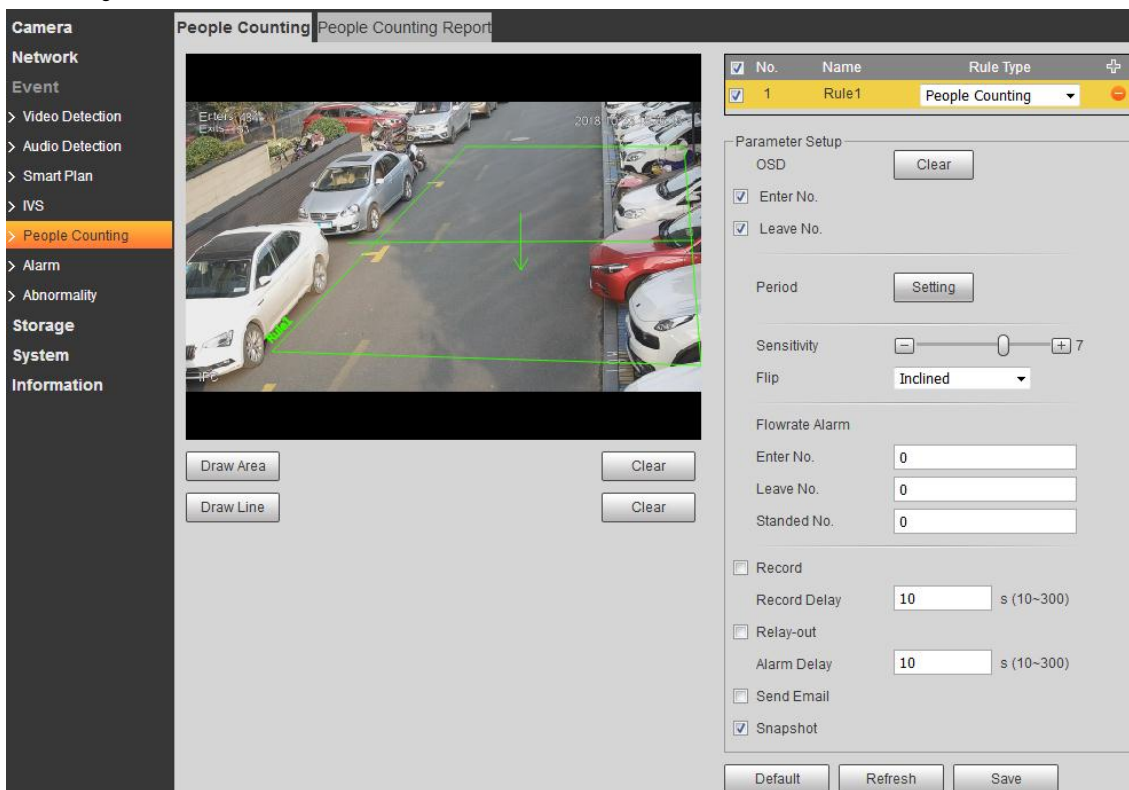 Camera
Network
Event
> Video Detection
> Audio Detection
> Smart Plan
> IVS
> People Counting
> Alarm
> Abnormality
Storage
System
Information
People Counting People Counting Report
2018
Rule1
IPC
Draw Area Clear
Draw Line Clear
No. Name Rule Type
1 Rule1 People Counting
Parameter Setup
OSD Clear
Enter No.
Leave No.
Period Setting
Sensitivity 7
Flip Inclined
Flowrate Alarm
Enter No. 0
Leave No. 0
Standed No. 0
Record
Record Delay 10 s (10~300)
Relay-out
Alarm Delay 10 s (10~300)
Send Email
Snapshot
Default Refresh Save